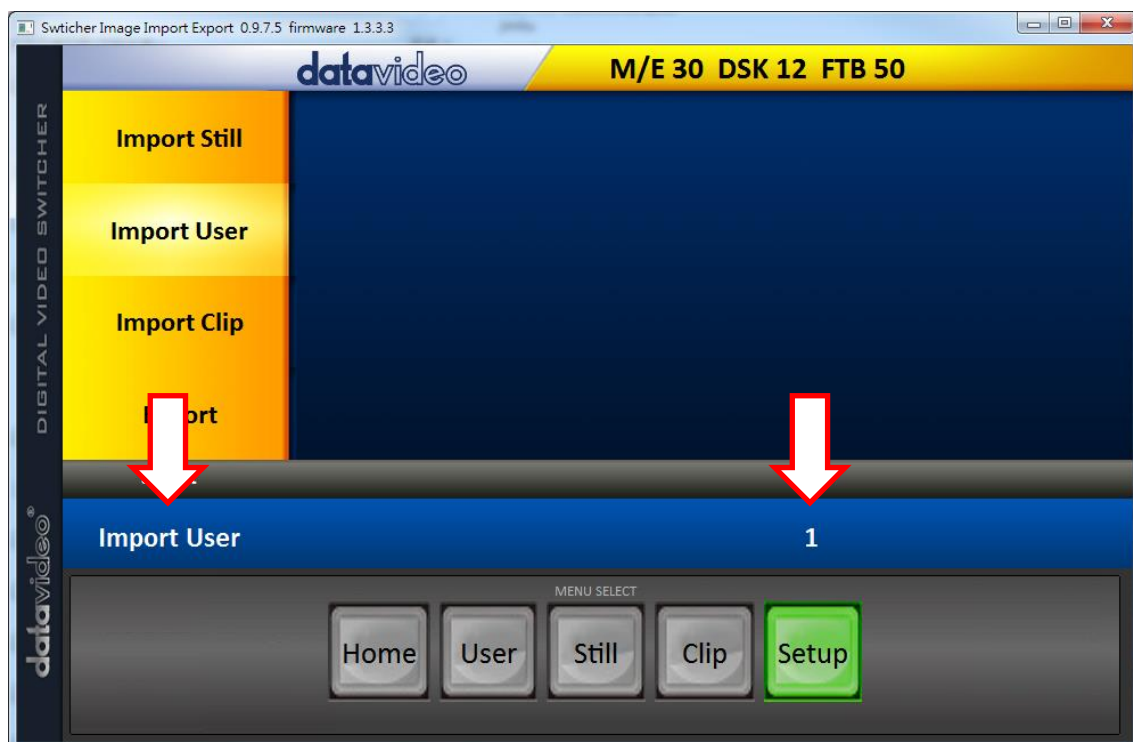 Swticher Image Import Export 0.9.7.5 firmware 1.3.3.3
datavideo
M/E 30 DSK 12 FTB 50
Import Still
Import User
Import Clip
Import User
1
MENU SELECT
Home
User
Still
Clip
Setup
DIGITAL VIDEO SWITCHER
datavideo®